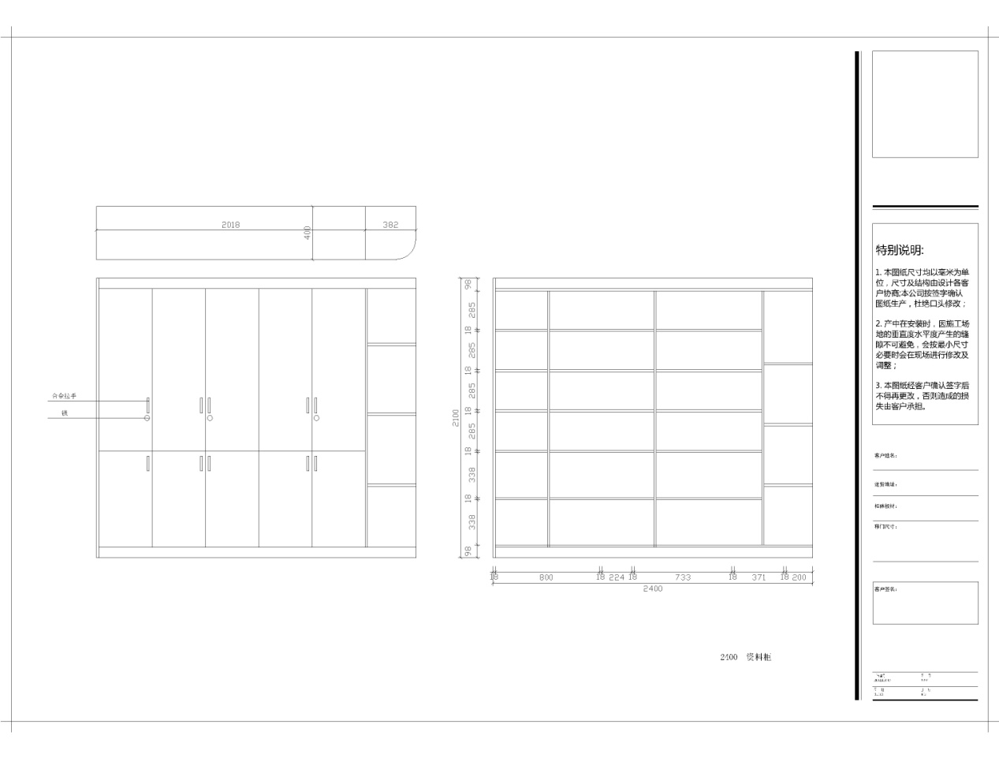 2018
400
382
合金拉手
锁
98
285
18
285
18
285
18
285
18
338
18
338
98
2100
18
800
18
224
18
733
18
371
18
200
2400
2400 资料柜
特别说明:
1. 本图纸尺寸均以毫米为单
位，尺寸及结构由设计各客
户协商;本公司按签字确认
图纸生产，杜绝口头修改；
2. 产中在安装时，因施工场
地的垂直度水平度产生的缝
隙不可避免，会按最小尺寸
必要时会在现场进行修改及
调整；
3. 本图纸经客户确认签字后
不得再更改，否则造成的损
失由客户承担。
客户姓名：
送货地址：
柜体板材：
移门尺寸：
客户签名：